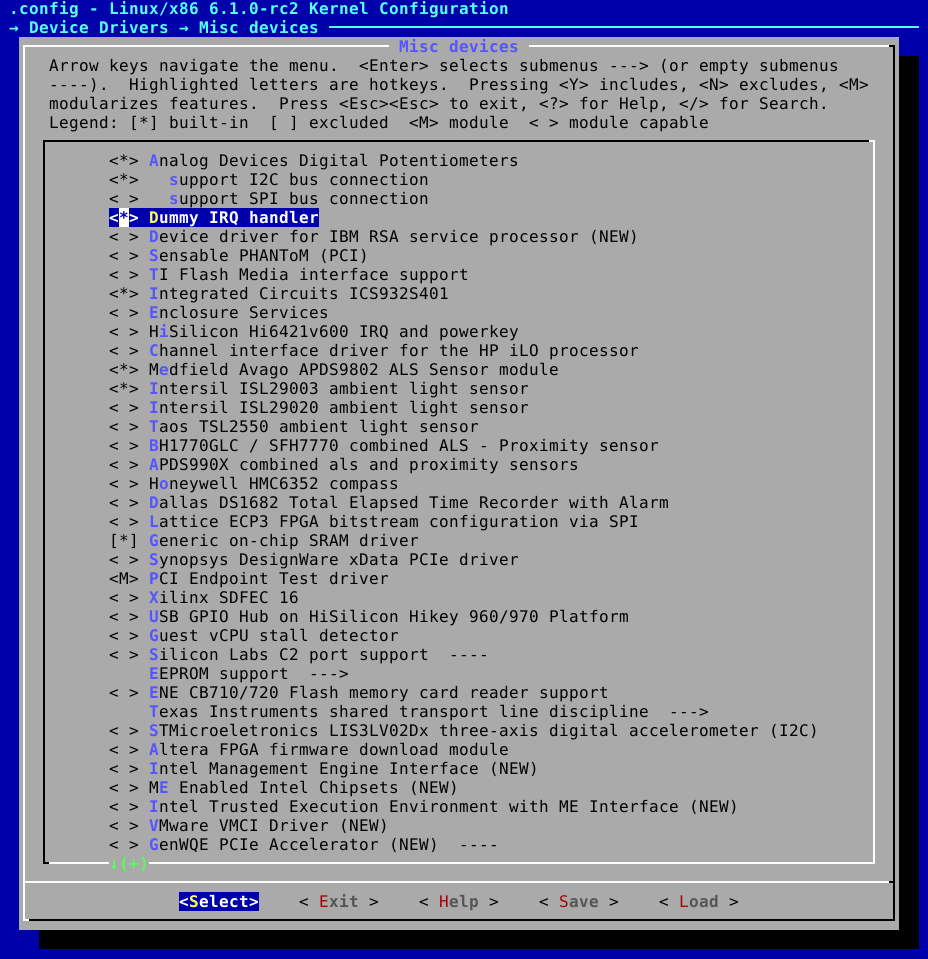 .config - Linux/x86 6.1.0-rc2 Kernel Configuration
→ Device Drivers → Misc devices
Misc devices
Arrow keys navigate the menu.  <Enter> selects submenus ---> (or empty submenus
----).  Highlighted letters are hotkeys.  Pressing <Y> includes, <N> excludes, <M>
modularizes features.  Press <Esc><Esc> to exit, <?> for Help, </> for Search.
Legend: [*] built-in  [ ] excluded  <M> module  < > module capable
<*> Analog Devices Digital Potentiometers
<*>   support I2C bus connection
< >   support SPI bus connection
<*> Dummy IRQ handler
< > Device driver for IBM RSA service processor (NEW)
< > Sensable PHANToM (PCI)
< > TI Flash Media interface support
<*> Integrated Circuits ICS932S401
< > Enclosure Services
< > HiSilicon Hi6421v600 IRQ and powerkey
< > Channel interface driver for the HP iLO processor
<*> Medfield Avago APDS9802 ALS Sensor module
<*> Intersil ISL29003 ambient light sensor
< > Intersil ISL29020 ambient light sensor
< > Taos TSL2550 ambient light sensor
< > BH1770GLC / SFH7770 combined ALS - Proximity sensor
< > APDS990X combined als and proximity sensors
< > Honeywell HMC6352 compass
< > Dallas DS1682 Total Elapsed Time Recorder with Alarm
< > Lattice ECP3 FPGA bitstream configuration via SPI
[*] Generic on-chip SRAM driver
< > Synopsys DesignWare xData PCIe driver
<M> PCI Endpoint Test driver
< > Xilinx SDFEC 16
< > USB GPIO Hub on HiSilicon Hikey 960/970 Platform
< > Guest vCPU stall detector
< > Silicon Labs C2 port support  ----
EEPROM support  --->
< > ENE CB710/720 Flash memory card reader support
Texas Instruments shared transport line discipline  --->
< > STMicroeletronics LIS3LV02Dx three-axis digital accelerometer (I2C)
< > Altera FPGA firmware download module
< > Intel Management Engine Interface (NEW)
< > ME Enabled Intel Chipsets (NEW)
< > Intel Trusted Execution Environment with ME Interface (NEW)
< > VMware VMCI Driver (NEW)
< > GenWQE PCIe Accelerator (NEW)  ----
↓(+)
<Select>    < Exit >    < Help >    < Save >    < Load >